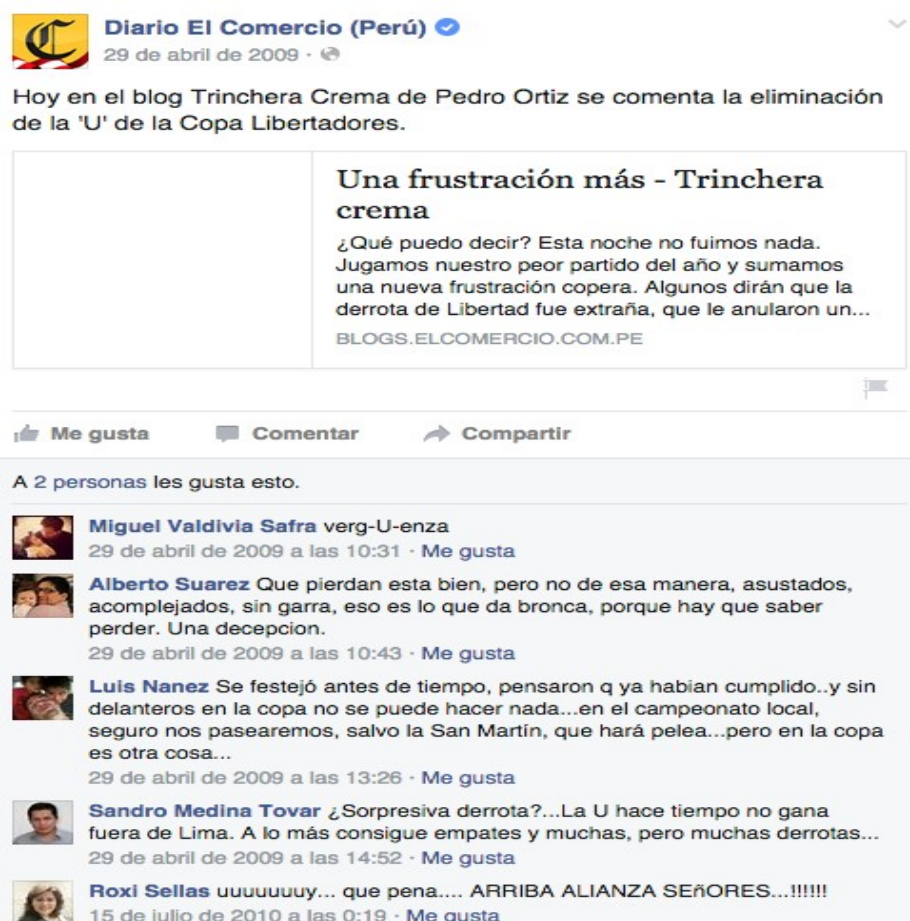 Diario El Comercio (Perú)
29 de abril de 2009 ·
Hoy en el blog Trinchera Crema de Pedro Ortiz se comenta la eliminación
de la 'U' de la Copa Libertadores.
Una frustración más - Trinchera
crema
¿Qué puedo decir? Esta noche no fuimos nada.
Jugamos nuestro peor partido del año y sumamos
una nueva frustración copera. Algunos dirán que la
derrota de Libertad fue extraña, que le anularon un...
BLOGS.ELCOMERCIO.COM.PE
Me gusta Comentar Compartir
A 2 personas les gusta esto.
Miguel Valdivia Safra verg-U-enza
29 de abril de 2009 a las 10:31 · Me gusta
Alberto Suarez Que pierdan esta bien, pero no de esa manera, asustados,
acomplejados, sin garra, eso es lo que da bronca, porque hay que saber
perder. Una decepcion.
29 de abril de 2009 a las 10:43 · Me gusta
Luis Nanez Se festejó antes de tiempo, pensaron q ya habian cumplido..y sin
delanteros en la copa no se puede hacer nada...en el campeonato local,
seguro nos pasearemos, salvo la San Martín, que hará pelea...pero en la copa
es otra cosa...
29 de abril de 2009 a las 13:26 · Me gusta
Sandro Medina Tovar ¿Sorpresiva derrota?...La U hace tiempo no gana
fuera de Lima. A lo más consigue empates y muchas, pero muchas derrotas...
29 de abril de 2009 a las 14:52 · Me gusta
Roxi Sellas uuuuuuuy... que pena.... ARRIBA ALIANZA SEñORES...!!!!!!
15 de julio de 2010 a las 0:19 · Me gusta